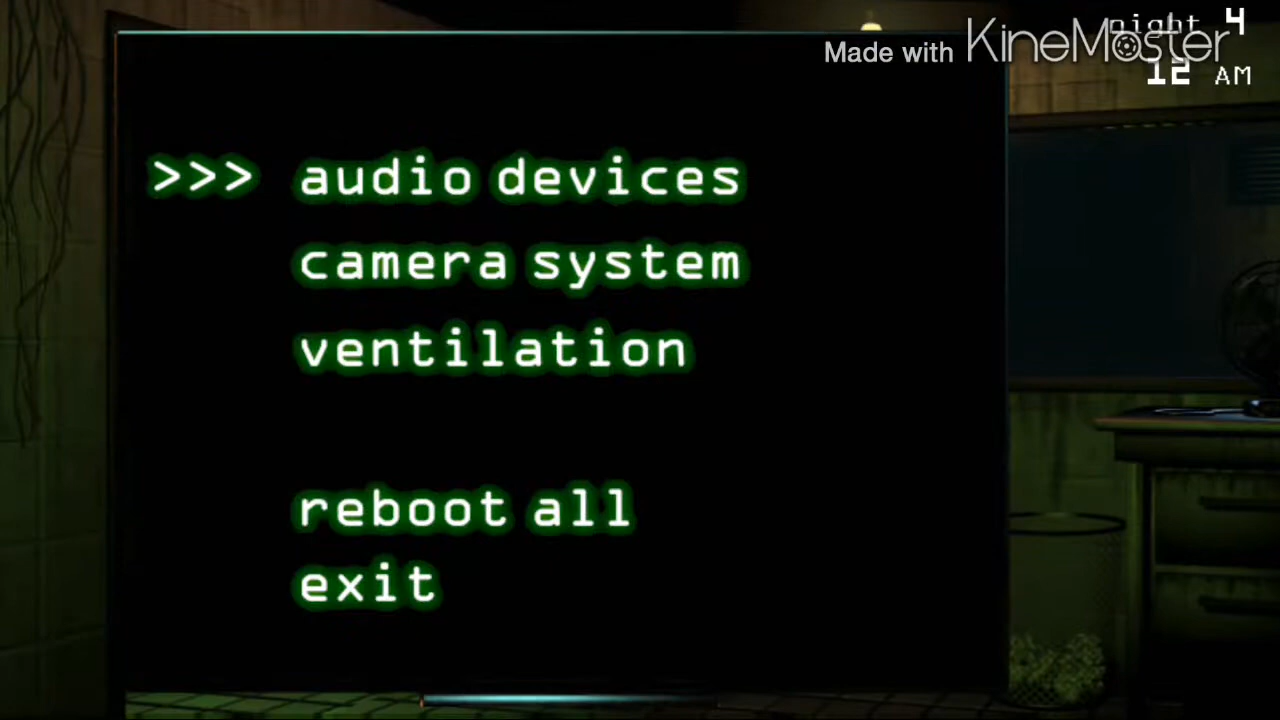 night 4
Made with KineMaster
12 AM
>>> audio devices
camera system
ventilation
reboot all
exit